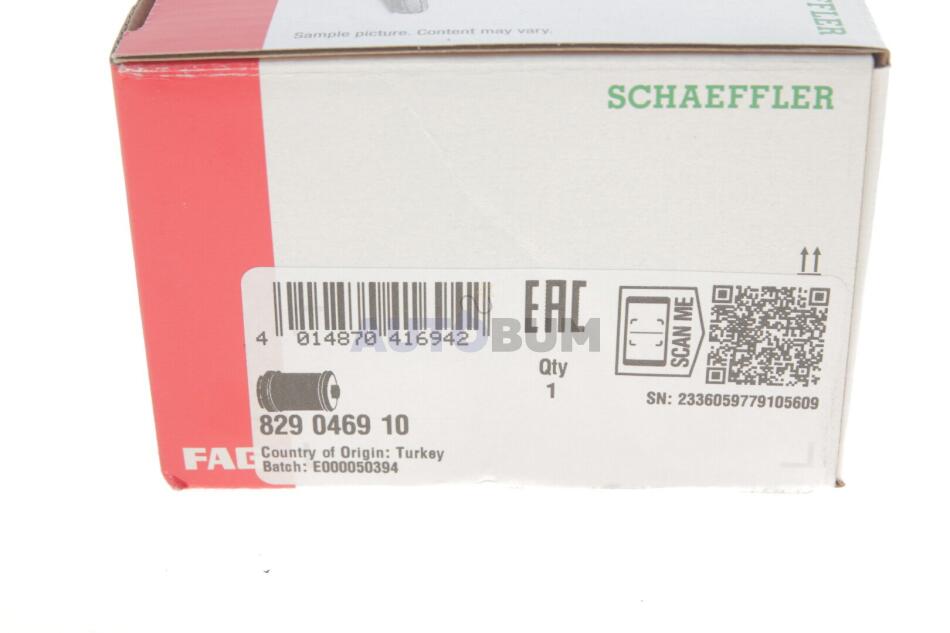 Sample picture. Content may vary.
SCHAEFFLER
SCHAEFFLER
4 014870 416942
EAC
Qty
1
SCAN ME
SN: 2336059779105609
AUTOBUM
829 0469 10
Country of Origin: Turkey
Batch: E000050394
FAG